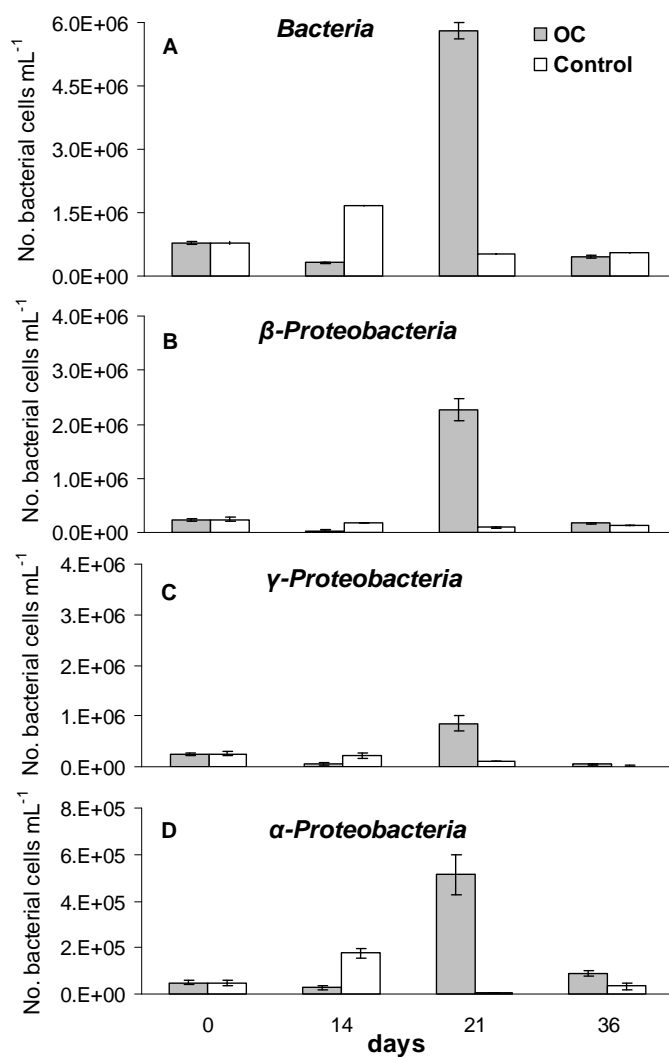 A
Bacteria
OC
Control
No. bacterial cells mL⁻¹
6.0E+06
4.5E+06
3.0E+06
1.5E+06
0.0E+00
B
β-Proteobacteria
No. bacterial cells mL⁻¹
4.0E+06
3.0E+06
2.0E+06
1.0E+06
0.0E+00
C
γ-Proteobacteria
No. bacterial cells mL⁻¹
4.E+06
3.E+06
2.E+06
1.E+06
0.E+00
D
α-Proteobacteria
No. bacterial cells mL⁻¹
8.E+05
6.E+05
4.E+05
2.E+05
0.E+00
0 14 21 36
days